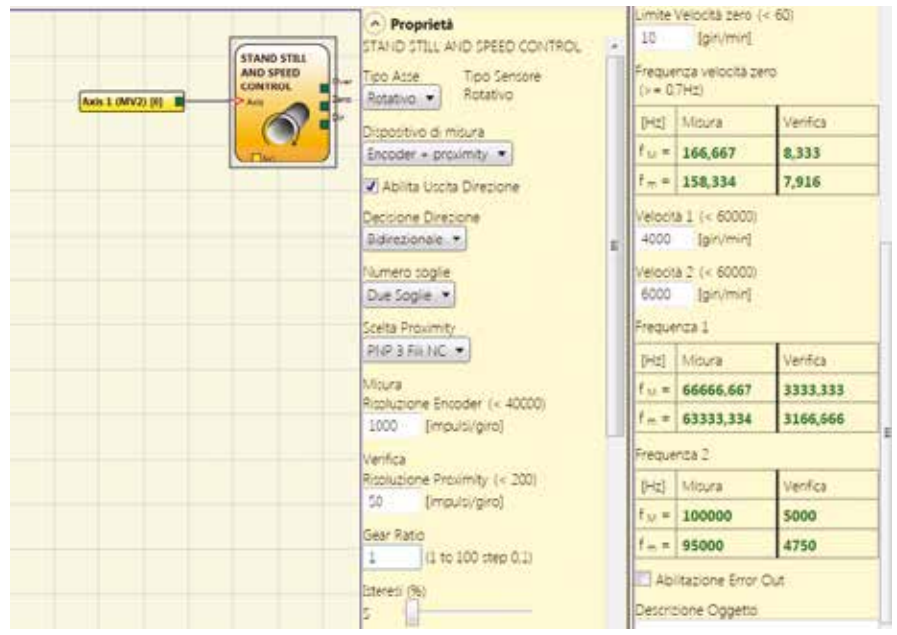 Axis 1 (MV2) [6]
STAND STILL
AND SPEED
CONTROL
Axis
Over
Zero
Dir
Proprietà
STAND STILL AND SPEED CONTROL
Tipo Asse Tipo Sensore
Rotativo Rotativo
Dispositivo di misura
Encoder + proximity
Abilita Uscita Direzione
Decisione Direzione
Bidirezionale
Numero soglie
Due Soglie
Scelta Proximity
PNP 3 Fili NC
Misura
Risoluzione Encoder (< 40000)
1000 [impulsi/giro]
Verifica
Risoluzione Proximity (< 200)
50 [impulsi/giro]
Gear Ratio
1 (1 to 100 step 0,1)
Isteresi (%)
5
Limite Velocità zero (< 60)
10 [giri/min]
Frequenza velocità zero
(>= 0.7Hz)
[Hz] Misura Verifica
f M = 166,667 8,333
f m = 158,334 7,916
Velocità 1 (< 60000)
4000 [giri/min]
Velocità 2 (< 60000)
6000 [giri/min]
Frequenza 1
[Hz] Misura Verifica
f M = 66666,667 3333,333
f m = 63333,334 3166,666
Frequenza 2
[Hz] Misura Verifica
f M = 100000 5000
f m = 95000 4750
Abilitazione Error Out
Descrizione Oggetto